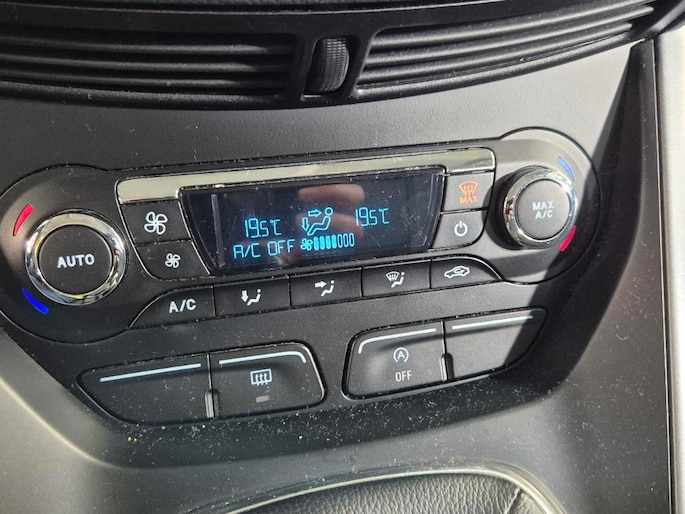 19.5°C 19.5°C
A/C OFF
AUTO
MAX
MAX
A/C
A/C
A
OFF